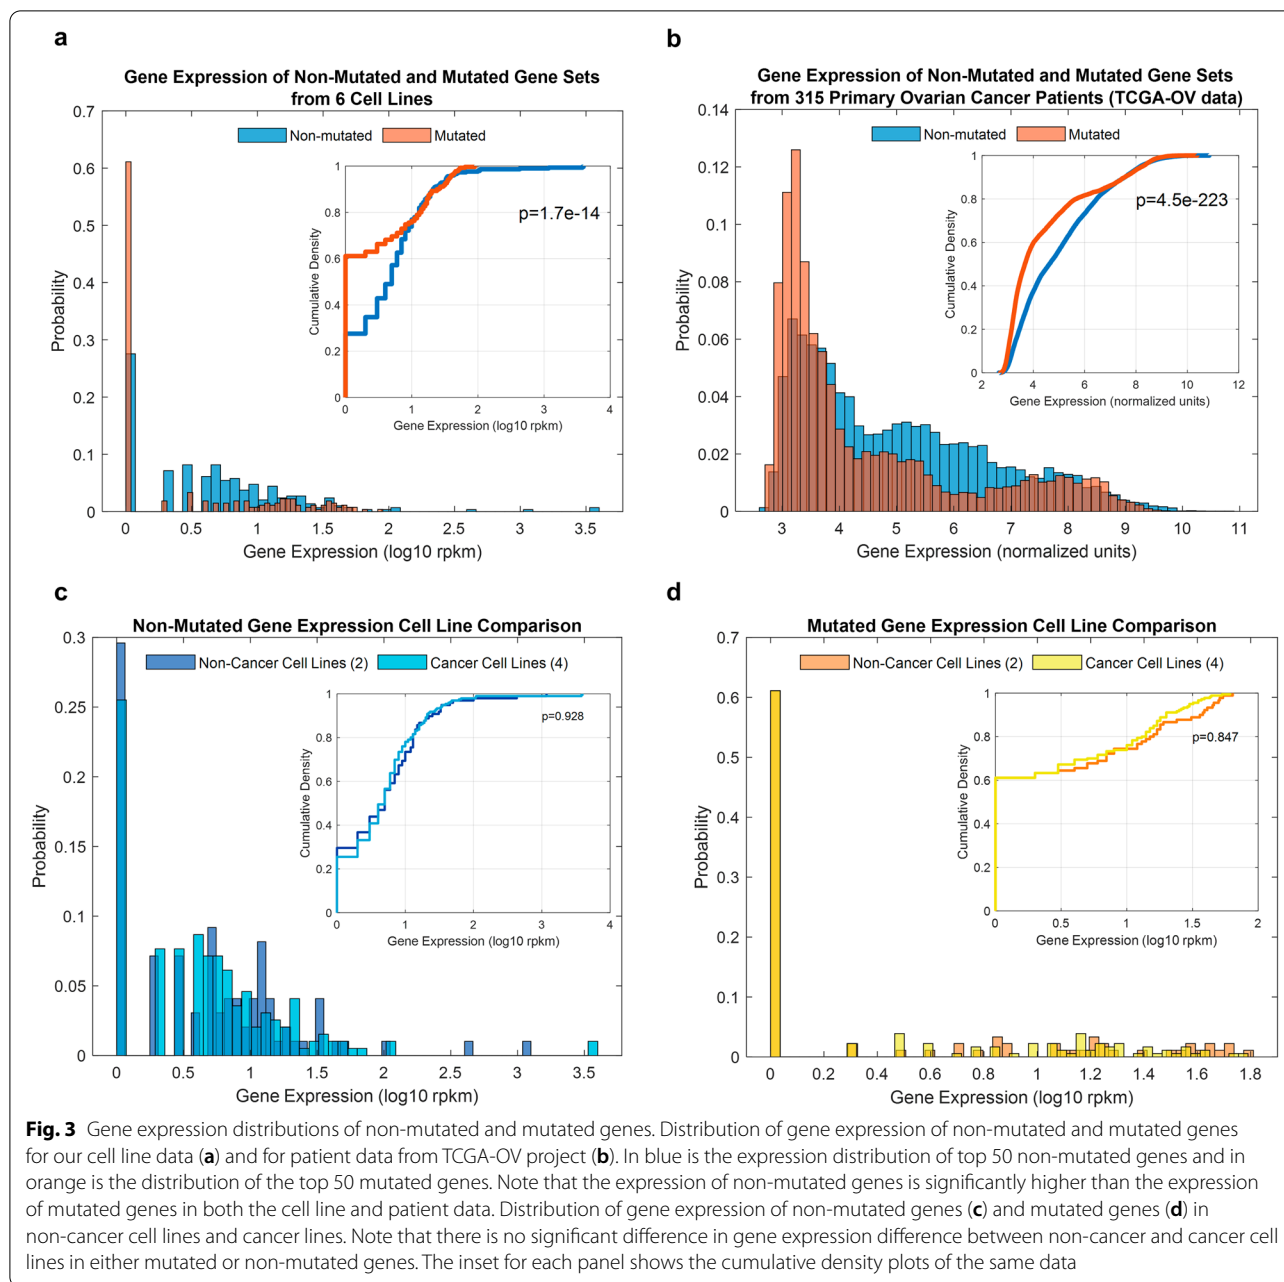 a
Gene Expression of Non-Mutated and Mutated Gene Sets
from 6 Cell Lines
Non-mutated
Mutated
0.7
0.6
0.5
0.4
0.3
0.2
0.1
0
Probability
0 0.5 1 1.5 2 2.5 3 3.5
Gene Expression (log10 rpkm)
1
0.8
0.6
0.4
0.2
0
Cumulative Density
p=1.7e-14
0 1 2 3 4
Gene Expression (log10 rpkm)
b
Gene Expression of Non-Mutated and Mutated Gene Sets
from 315 Primary Ovarian Cancer Patients (TCGA-OV data)
Non-mutated
Mutated
0.14
0.12
0.1
0.08
0.06
0.04
0.02
0
Probability
3 4 5 6 7 8 9 10 11
Gene Expression (normalized units)
1
0.8
0.6
0.4
0.2
0
Cumulative Density
p=4.5e-223
2 4 6 8 10 12
Gene Expression (normalized units)
c
Non-Mutated Gene Expression Cell Line Comparison
Non-Cancer Cell Lines (2)
Cancer Cell Lines (4)
0.3
0.25
0.2
0.15
0.1
0.05
0
Probability
0 0.5 1 1.5 2 2.5 3 3.5
Gene Expression (log10 rpkm)
1
0.8
0.6
0.4
0.2
0
Cumulative Density
p=0.928
0 1 2 3 4
Gene Expression (log10 rpkm)
d
Mutated Gene Expression Cell Line Comparison
Non-Cancer Cell Lines (2)
Cancer Cell Lines (4)
0.7
0.6
0.5
0.4
0.3
0.2
0.1
0
Probability
0 0.2 0.4 0.6 0.8 1 1.2 1.4 1.6 1.8
Gene Expression (log10 rpkm)
1
0.8
0.6
0.4
0.2
0
Cumulative Density
p=0.847
0.5 1 1.5 2
Gene Expression (log10 rpkm)
Fig. 3 Gene expression distributions of non-mutated and mutated genes. Distribution of gene expression of non-mutated and mutated genes
for our cell line data (a) and for patient data from TCGA-OV project (b). In blue is the expression distribution of top 50 non-mutated genes and in
orange is the distribution of the top 50 mutated genes. Note that the expression of non-mutated genes is significantly higher than the expression
of mutated genes in both the cell line and patient data. Distribution of gene expression of non-mutated genes (c) and mutated genes (d) in
non-cancer cell lines and cancer lines. Note that there is no significant difference in gene expression difference between non-cancer and cancer cell
lines in either mutated or non-mutated genes. The inset for each panel shows the cumulative density plots of the same data